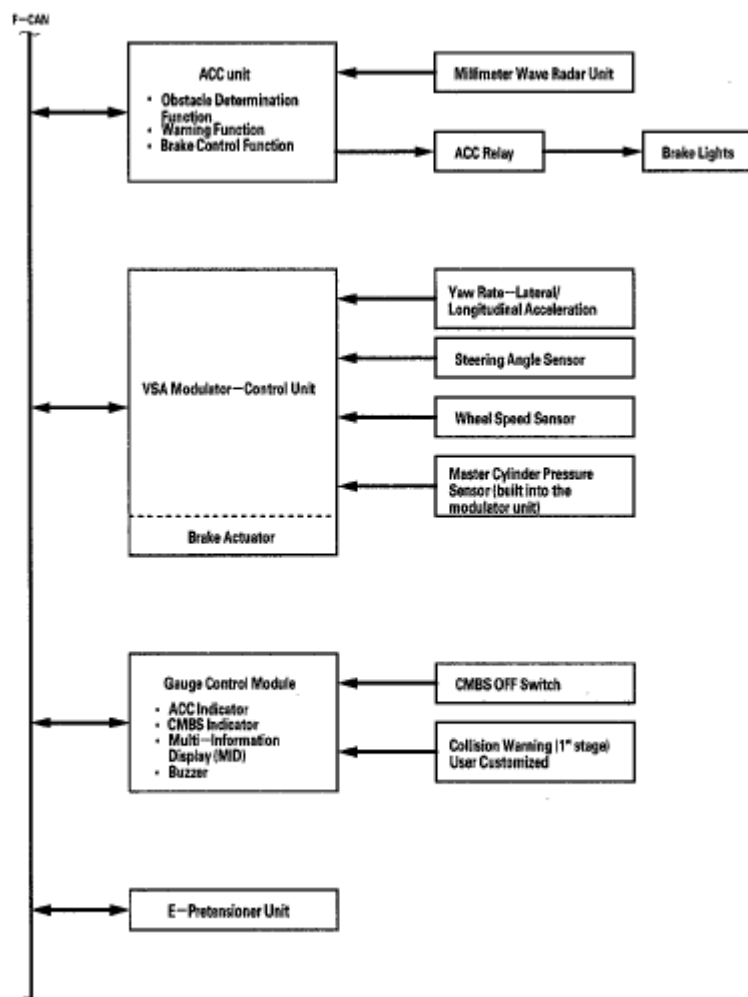 F-CAN
ACC unit
• Obstacle Determination
Function
• Warning Function
• Brake Control Function
Millimeter Wave Radar Unit
ACC Relay
Brake Lights
VSA Modulator-Control Unit
Brake Actuator
Yaw Rate-Lateral/
Longitudinal Acceleration
Steering Angle Sensor
Wheel Speed Sensor
Master Cylinder Pressure
Sensor (built into the
modulator unit)
Gauge Control Module
• ACC Indicator
• CMBS Indicator
• Multi-Information
Display (MID)
• Buzzer
CMBS OFF Switch
Collision Warning (1st stage)
User Customized
E-Pretensioner Unit